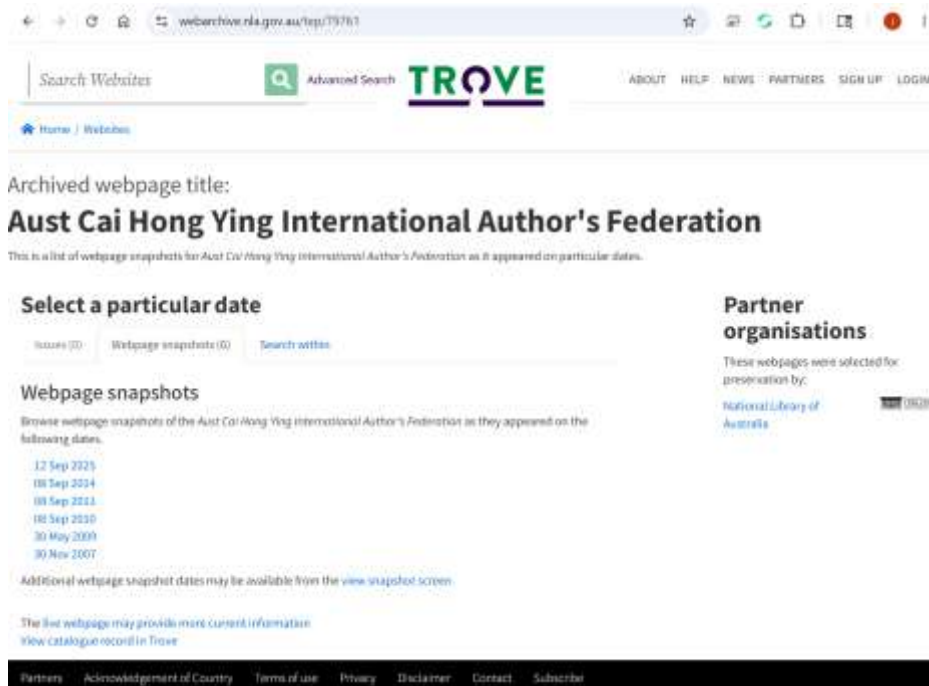 webarchive.nla.gov.au/tep/79761
Search Websites
Advanced Search
TROVE
ABOUT HELP NEWS PARTNERS SIGN UP LOGIN
Home / Websites
Archived webpage title:
Aust Cai Hong Ying International Author's Federation
This is a list of webpage snapshots for Aust Cai Hong Ying International Author's Federation as it appeared on particular dates.
Select a particular date
Issues (0) Webpage snapshots (6) Search within
Webpage snapshots
Browse webpage snapshots of the Aust Cai Hong Ying International Author's Federation as they appeared on the
following dates.
12 Sep 2025
08 Sep 2014
08 Sep
08 Sep 2010
30 May 2009
30 Nov 2007
Additional webpage snapshot dates may be available from the view snapshot screen
The live webpage may provide more current information
View catalogue record in Trove
Partner
organisations
These webpages were selected for
preservation by:
National Library of
Australia
Partners Acknowledgement of Country Terms of use Privacy Disclaimer Contact Subscribe